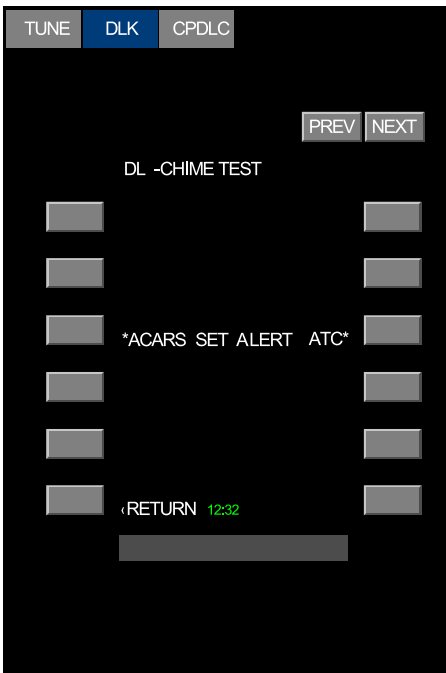 TUNE DLK CPDLC
PREV NEXT
DL -CHIME TEST
*ACARS SET ALERT ATC*
‹RETURN 12:32